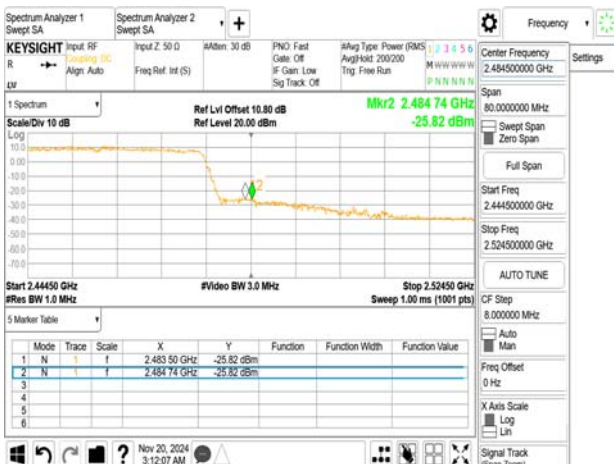 Spectrum Analyzer 1
Swept SA
Spectrum Analyzer 2
Swept SA
+
Frequency
KEYSIGHT
R
Input: RF
Coupling: DC
Align: Auto
Input Z: 50 Ω
Freq Ref: Int (S)
#Atten: 30 dB
PNO: Fast
Gate: Off
IF Gain: Low
Sig Track: Off
#Avg Type: Power (RMS
Avg|Hold: 200/200
Trig: Free Run
1 2 3 4 5 6
M W W W W W
P N N N N N
Settings
Center Frequency
2.484500000 GHz
Span
80.0000000 MHz
Swept Span
Zero Span
Full Span
Start Freq
2.444500000 GHz
Stop Freq
2.524500000 GHz
AUTO TUNE
CF Step
8.000000 MHz
Auto
Man
Freq Offset
0 Hz
X Axis Scale
Log
Lin
Signal Track
1 Spectrum
Scale/Div 10 dB
Ref Lvl Offset 10.80 dB
Ref Level 20.00 dBm
Mkr2 2.484 74 GHz
-25.82 dBm
Log
10.0
0.00
-10.0
-20.0
-30.0
-40.0
-50.0
-60.0
-70.0
2
Start 2.44450 GHz
#Res BW 1.0 MHz
#Video BW 3.0 MHz
Stop 2.52450 GHz
Sweep 1.00 ms (1001 pts)
5 Marker Table
Mode Trace Scale X Y Function Function Width Function Value
1 N 1 f 2.483 50 GHz -25.82 dBm
2 N 1 f 2.484 74 GHz -25.82 dBm
3
4
5
6
?
Nov 20, 2024
3:12:07 AM